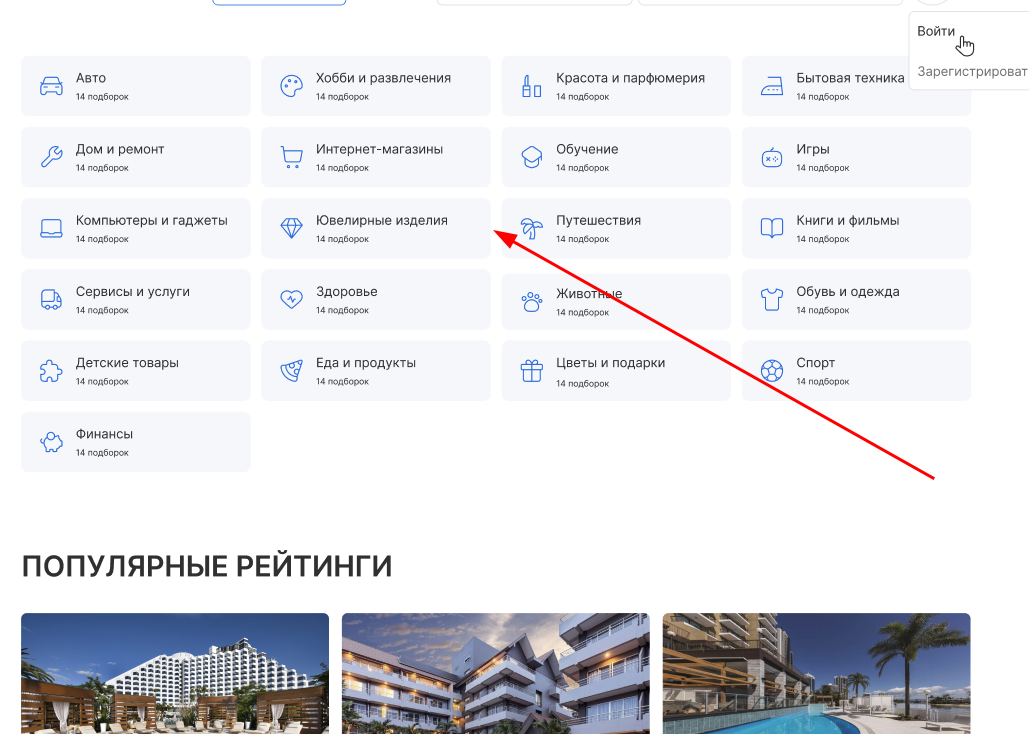 Войти
Зарегистрироват
Авто
14 подборок
Хобби и развлечения
14 подборок
Красота и парфюмерия
14 подборок
Бытовая техника
14 подборок
Дом и ремонт
14 подборок
Интернет-магазины
14 подборок
Обучение
14 подборок
Игры
14 подборок
Компьютеры и гаджеты
14 подборок
Ювелирные изделия
14 подборок
Путешествия
14 подборок
Книги и фильмы
14 подборок
Сервисы и услуги
14 подборок
Здоровье
14 подборок
Животные
14 подборок
Обувь и одежда
14 подборок
Детские товары
14 подборок
Еда и продукты
14 подборок
Цветы и подарки
14 подборок
Спорт
14 подборок
Финансы
14 подборок
ПОПУЛЯРНЫЕ РЕЙТИНГИ